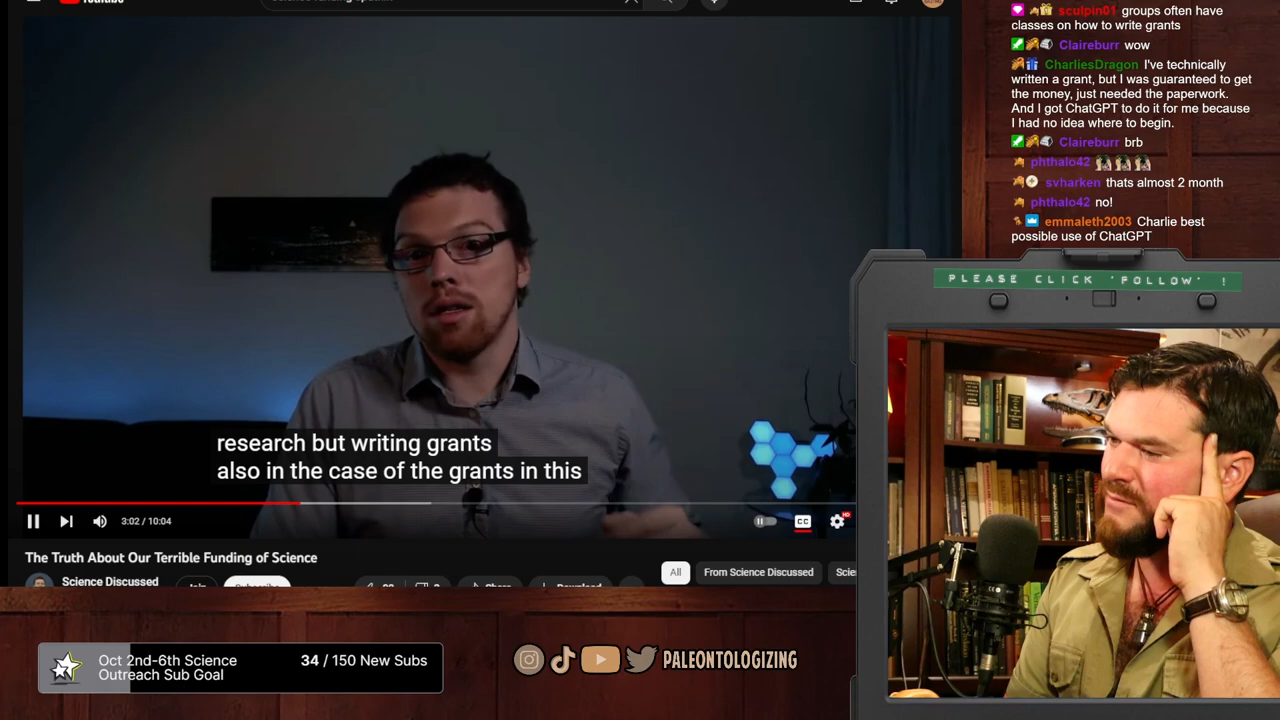 sculpin01 groups often have
classes on how to write grants
Claireburr wow
CharliesDragon I've technically
written a grant, but I was guaranteed to get
the money, just needed the paperwork.
And I got ChatGPT to do it for me because
I had no idea where to begin.
Claireburr brb
phthalo42
svharken thats almost 2 month
phthalo42 no!
emmaleth2003 Charlie best
possible use of ChatGPT
PLEASE CLICK 'FOLLOW' !
research but writing grants
also in the case of the grants in this
3:02 / 10:04
CC
HD
The Truth About Our Terrible Funding of Science
Science Discussed
All
From Science Discussed
Oct 2nd-6th Science
Outreach Sub Goal
34 / 150 New Subs
PALEONTOLOGIZING